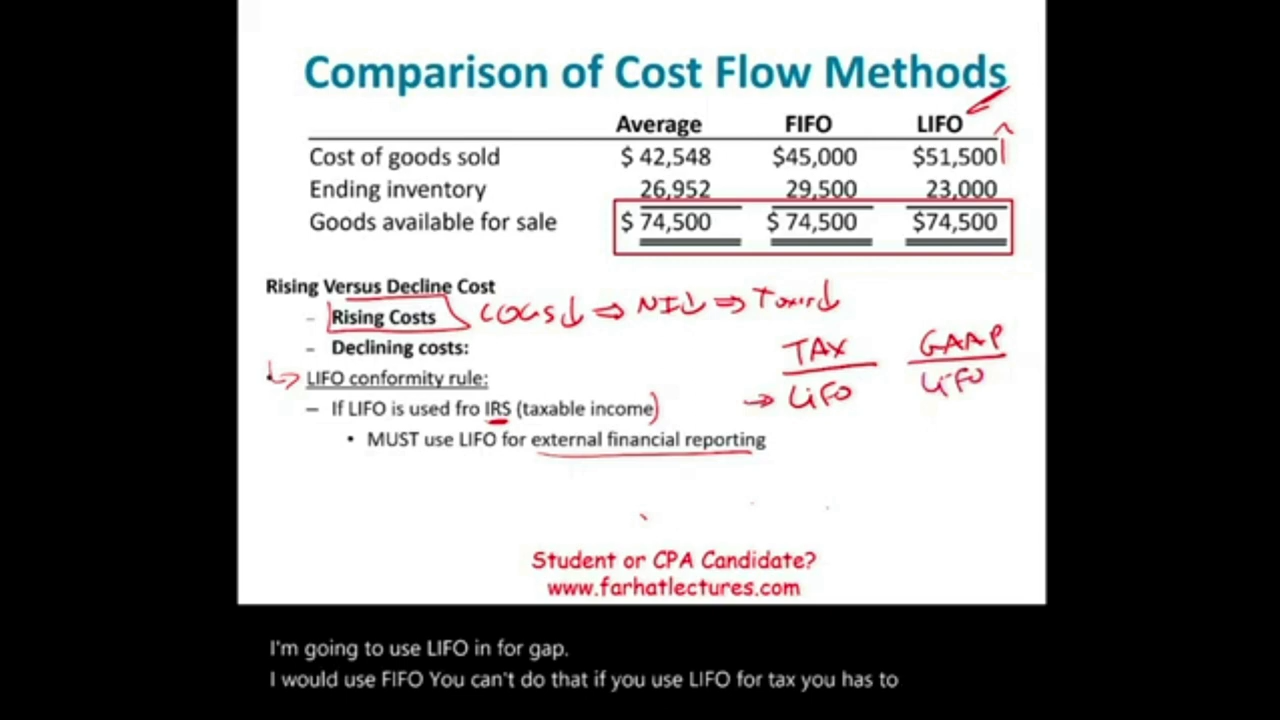 Comparison of Cost Flow Methods
Average FIFO LIFO
Cost of goods sold $ 42,548 $45,000 $51,500
Ending inventory 26,952 29,500 23,000
Goods available for sale $ 74,500 $ 74,500 $74,500
Rising Versus Decline Cost
– Rising Costs COGS↓ ⇒ NI↓ ⇒ Taxes↓
– Declining costs:
TAX GAAP
• LIFO conformity rule:
→ LiFO LiFO
– If LIFO is used fro IRS (taxable income)
• MUST use LIFO for external financial reporting
Student or CPA Candidate?
www.farhatlectures.com
I'm going to use LIFO in for gap.
I would use FIFO You can't do that if you use LIFO for tax you has to